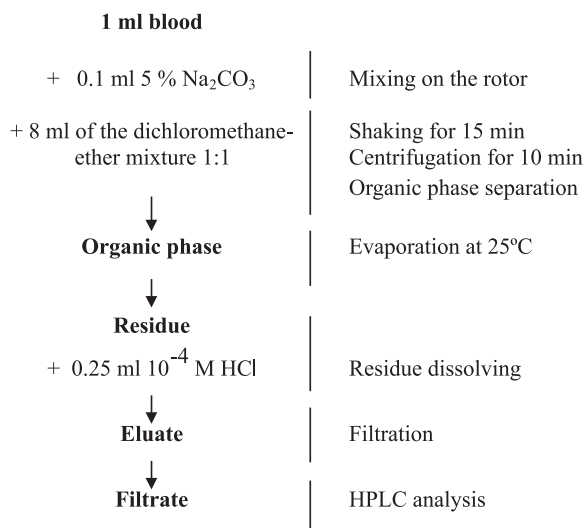 1 ml blood
+ 0.1 ml 5 % Na₂CO₃
Mixing on the rotor
+ 8 ml of the dichloromethane-
ether mixture 1:1
Shaking for 15 min
Centrifugation for 10 min
Organic phase separation
Organic phase
Evaporation at 25ºC
Residue
+ 0.25 ml 10⁻⁴ M HCl
Residue dissolving
Eluate
Filtration
Filtrate
HPLC analysis